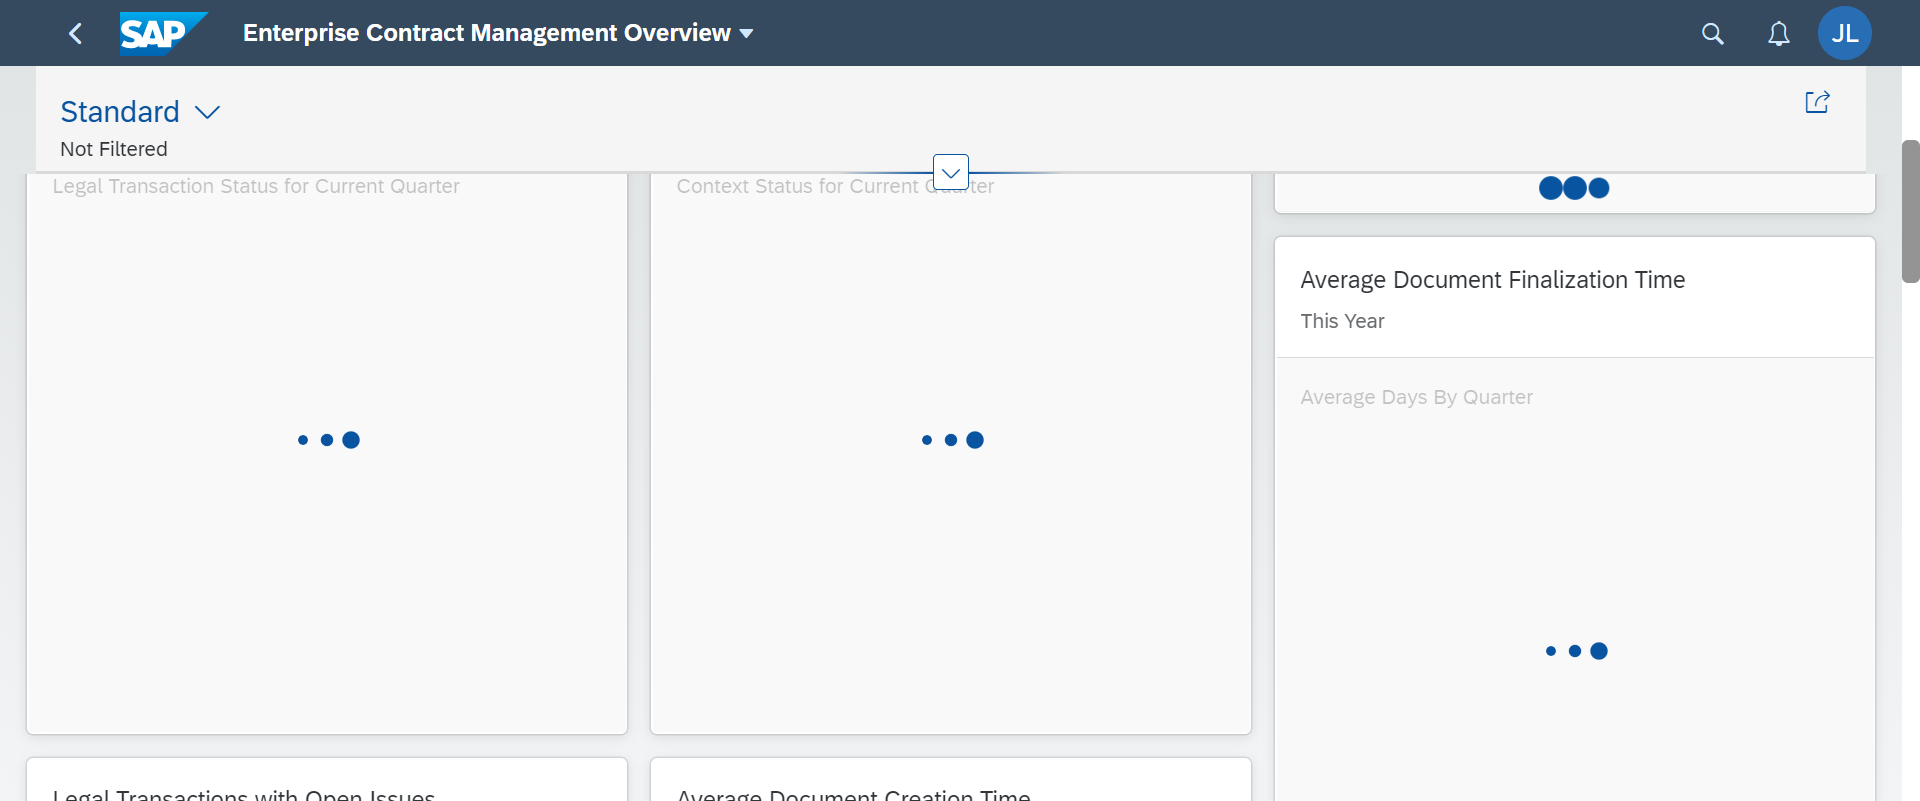 SAP
Enterprise Contract Management Overview
JL
Standard
Not Filtered
Legal Transaction Status for Current Quarter
Context Status for Current Quarter
Average Document Finalization Time
This Year
Average Days By Quarter
Legal Transactions with Open Issues
Average Document Creation Time